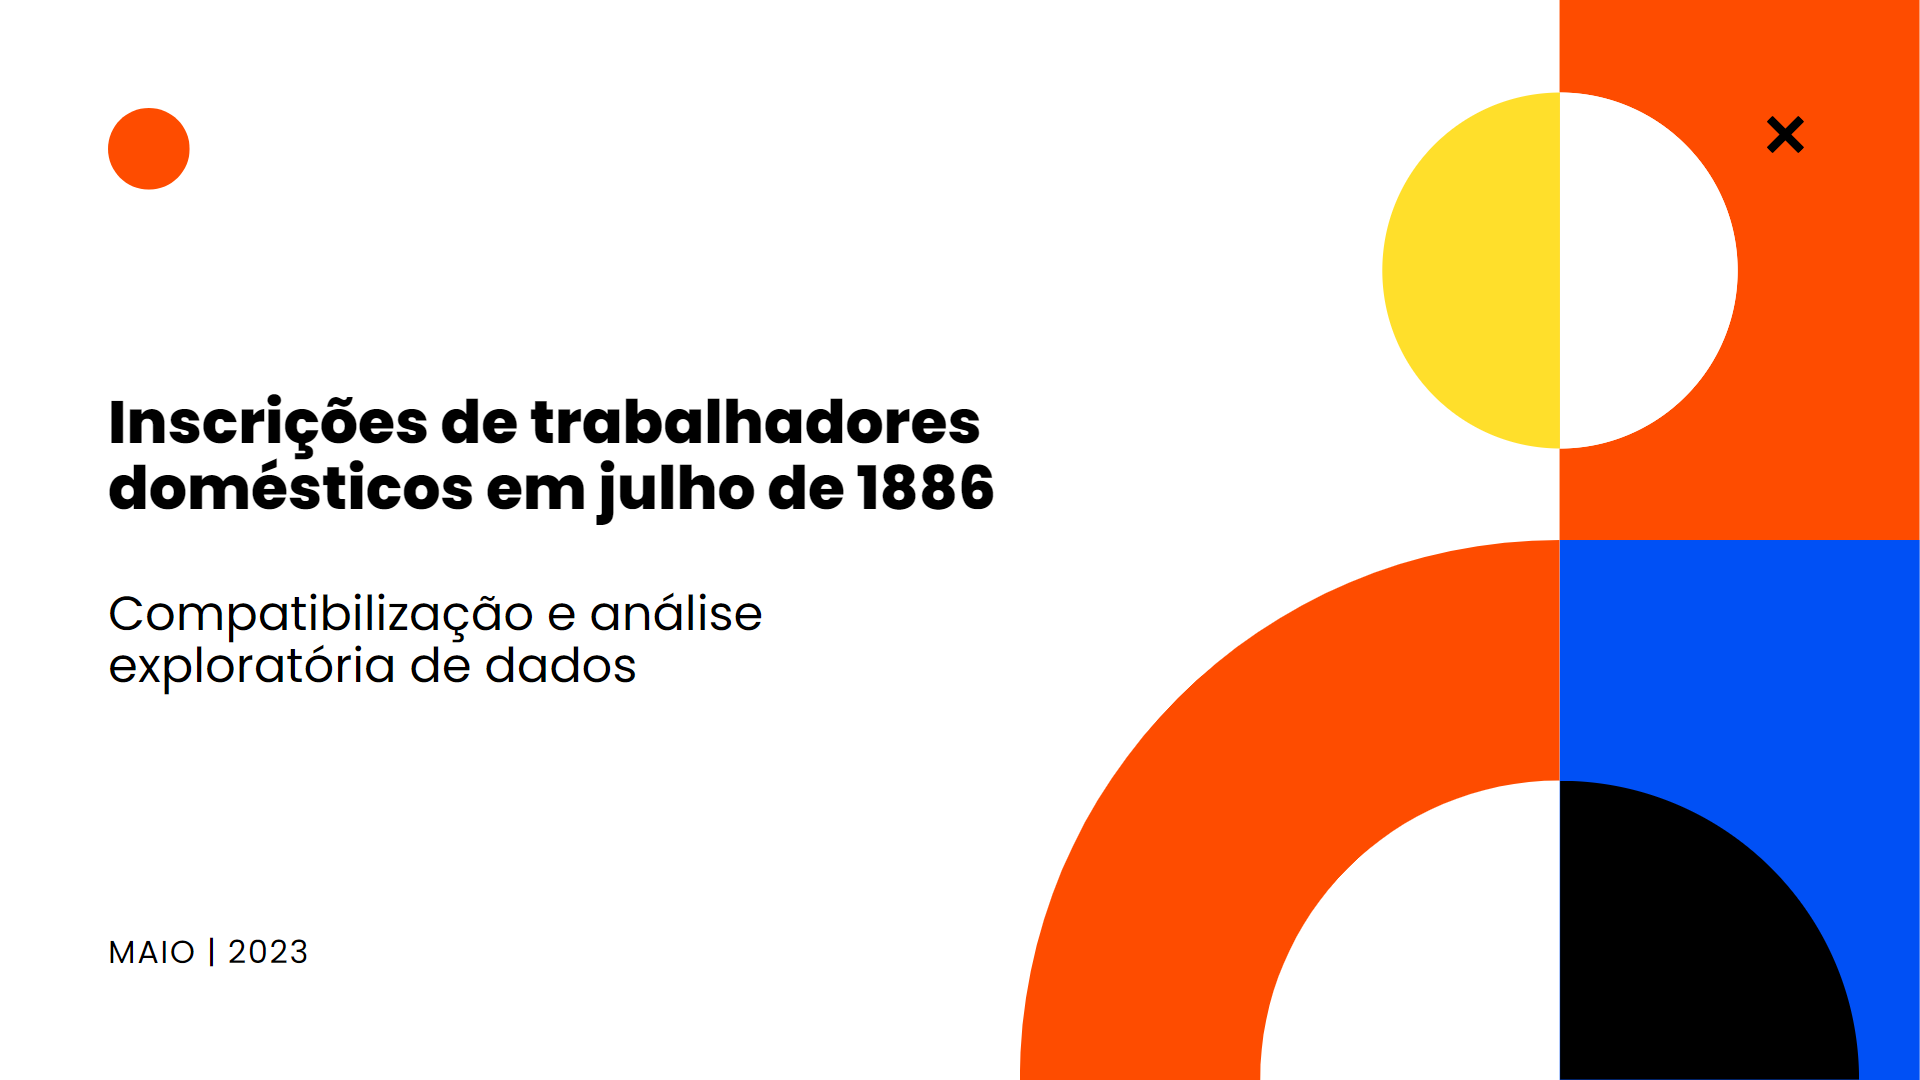 Inscrições de trabalhadores
domésticos em julho de 1886
Compatibilização e análise
exploratória de dados
MAIO | 2023